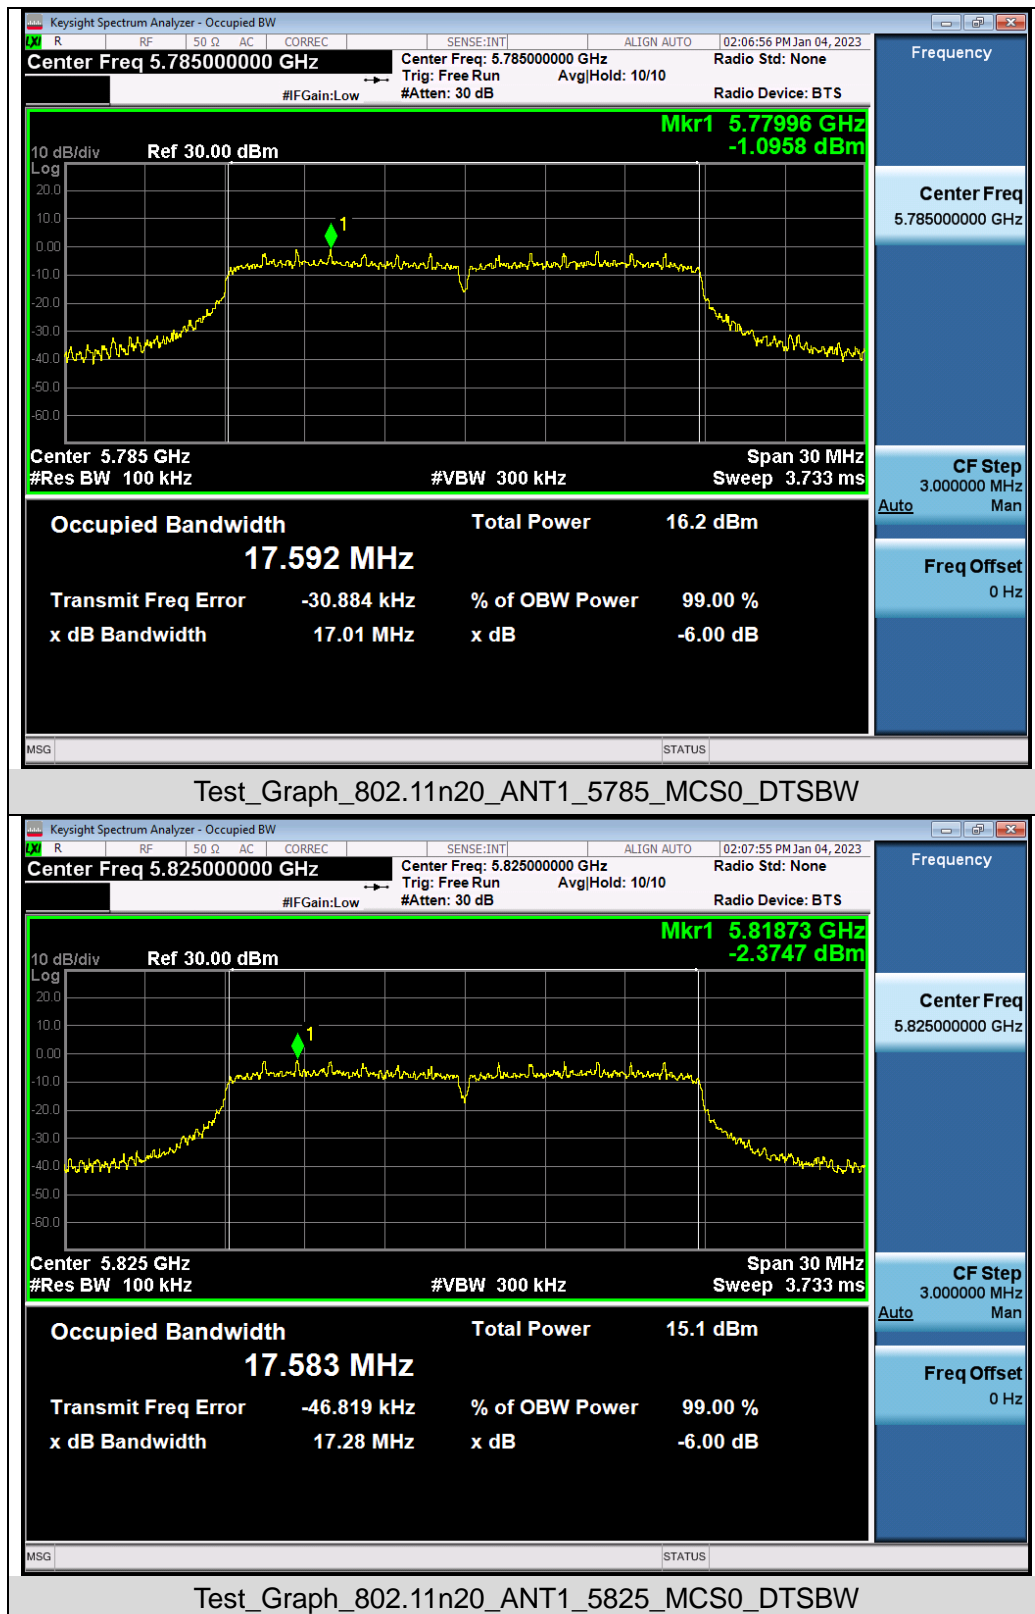 Keysight Spectrum Analyzer - Occupied BW
LXI R RF 50 Ω AC CORREC SENSE:INT ALIGN AUTO 02:06:56 PM Jan 04, 2023
Center Freq 5.785000000 GHz
Center Freq: 5.785000000 GHz
Radio Std: None
Trig: Free Run Avg|Hold: 10/10
#IFGain:Low
#Atten: 30 dB
Radio Device: BTS
Frequency
Mkr1 5.77996 GHz
-1.0958 dBm
10 dB/div Ref 30.00 dBm
Log
20.0
10.0
0.00
-10.0
-20.0
-30.0
-40.0
-50.0
-60.0
1
Center 5.785 GHz
Span 30 MHz
#Res BW 100 kHz
#VBW 300 kHz
Sweep 3.733 ms
Center Freq
5.785000000 GHz
CF Step
3.000000 MHz
Auto Man
Freq Offset
0 Hz
Occupied Bandwidth
17.592 MHz
Total Power 16.2 dBm
Transmit Freq Error -30.884 kHz
% of OBW Power 99.00 %
x dB Bandwidth 17.01 MHz
x dB -6.00 dB
MSG
STATUS
Test_Graph_802.11n20_ANT1_5785_MCS0_DTSBW
Keysight Spectrum Analyzer - Occupied BW
LXI R RF 50 Ω AC CORREC SENSE:INT ALIGN AUTO 02:07:55 PM Jan 04, 2023
Center Freq 5.825000000 GHz
Center Freq: 5.825000000 GHz
Radio Std: None
Trig: Free Run Avg|Hold: 10/10
#IFGain:Low
#Atten: 30 dB
Radio Device: BTS
Frequency
Mkr1 5.81873 GHz
-2.3747 dBm
10 dB/div Ref 30.00 dBm
Log
20.0
10.0
0.00
-10.0
-20.0
-30.0
-40.0
-50.0
-60.0
1
Center 5.825 GHz
Span 30 MHz
#Res BW 100 kHz
#VBW 300 kHz
Sweep 3.733 ms
Center Freq
5.825000000 GHz
CF Step
3.000000 MHz
Auto Man
Freq Offset
0 Hz
Occupied Bandwidth
17.583 MHz
Total Power 15.1 dBm
Transmit Freq Error -46.819 kHz
% of OBW Power 99.00 %
x dB Bandwidth 17.28 MHz
x dB -6.00 dB
MSG
STATUS
Test_Graph_802.11n20_ANT1_5825_MCS0_DTSBW